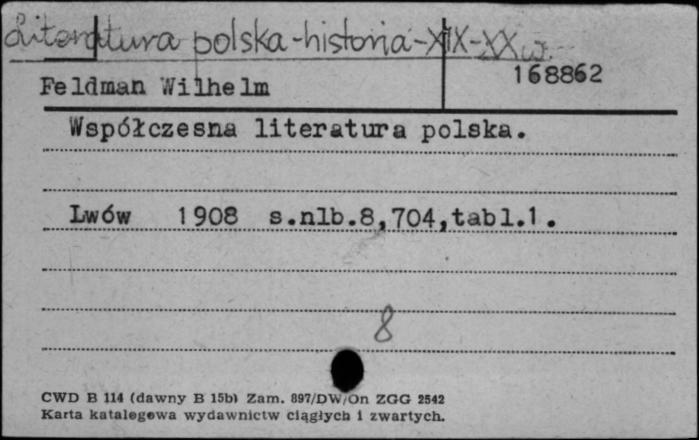 Literatura polska-historia-XIX-XX w.
168862
Feldman Wilhelm
Współczesna literatura polska.
Lwów 1908 s.nlb.8,704,tabl.1.
8
CWD B 114 (dawny B 15b) Zam. 897/DW/On ZGG 2542
Karta katalogowa wydawnictw ciągłych i zwartych.